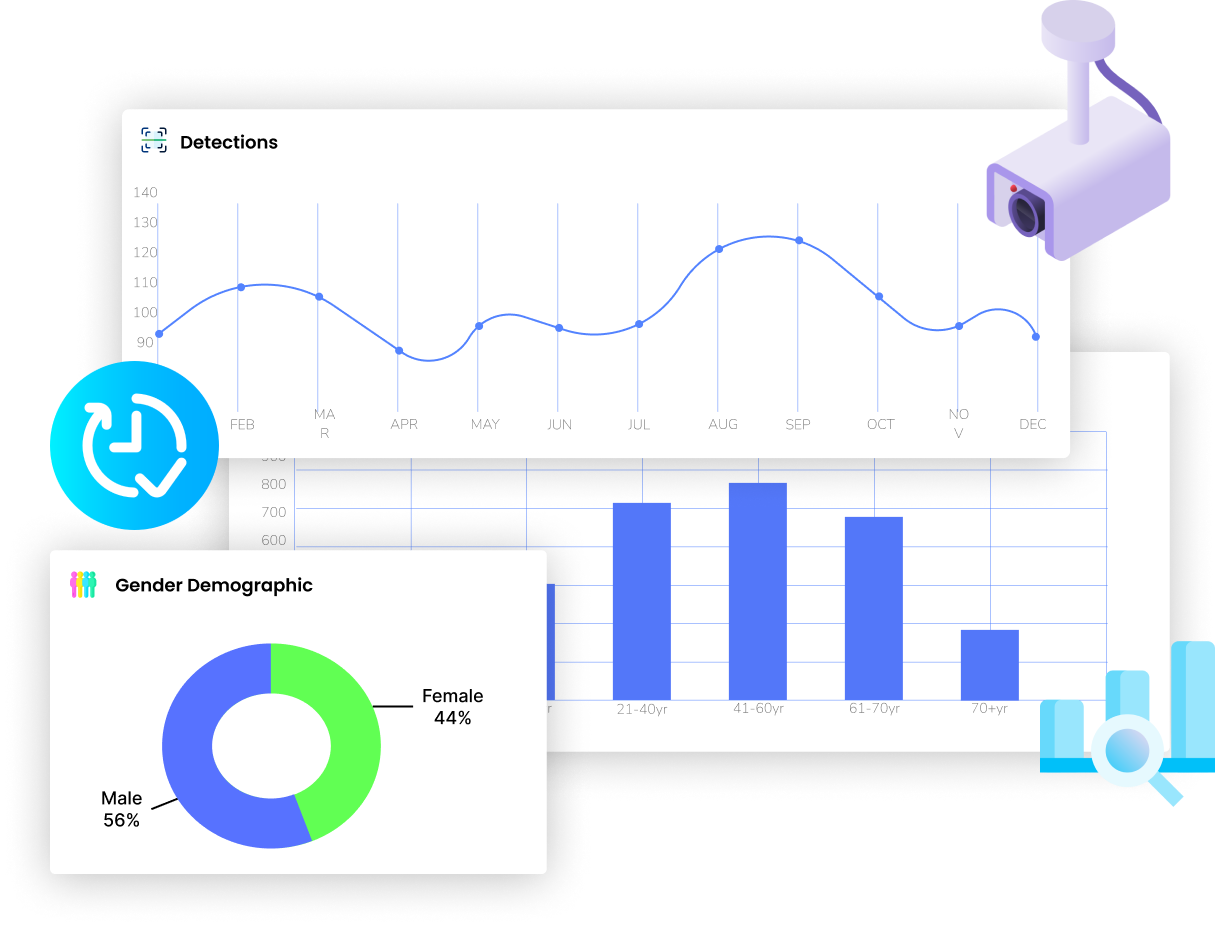 Detections
140
130
120
110
100
90
FEB
MA
R
APR
MAY
JUN
JUL
AUG
SEP
OCT
NO
V
DEC
800
700
600
21-40yr
41-60yr
61-70yr
70+yr
Gender Demographic
Female
44%
Male
56%